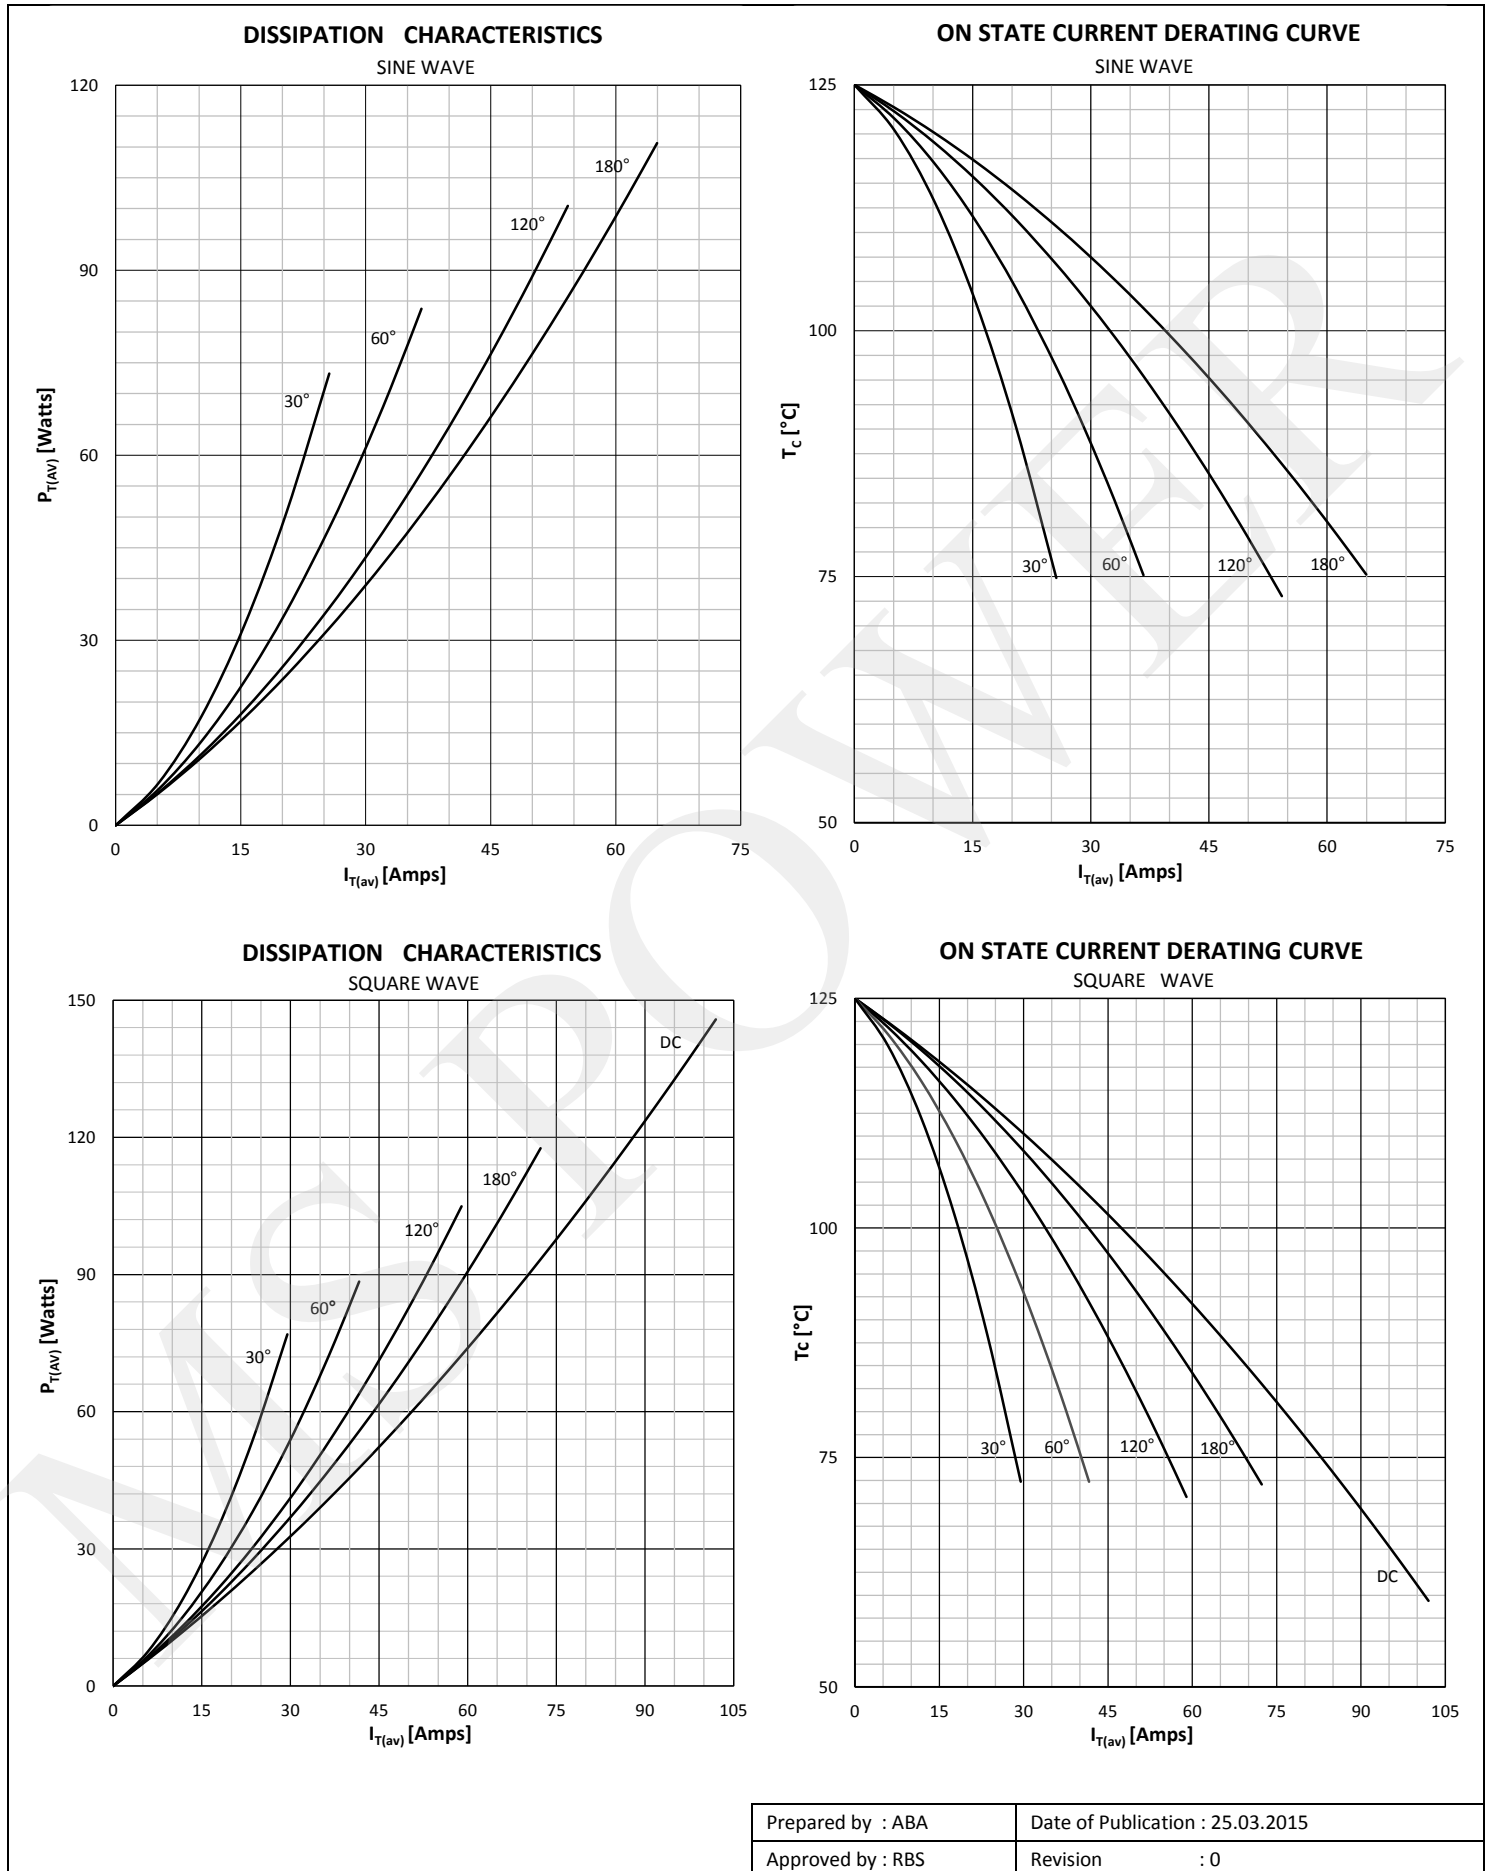 DISSIPATION CHARACTERISTICS
SINE WAVE
120
90
60
30
0
P_T(AV) [Watts]
30°
60°
120°
180°
0 15 30 45 60 75
I_T(av) [Amps]
ON STATE CURRENT DERATING CURVE
SINE WAVE
125
100
75
50
T_C [°C]
30° 60° 120° 180°
0 15 30 45 60 75
I_T(av) [Amps]
DISSIPATION CHARACTERISTICS
SQUARE WAVE
150
120
90
60
30
0
P_T(AV) [Watts]
30°
60°
120°
180°
DC
0 15 30 45 60 75 90 105
I_T(av) [Amps]
ON STATE CURRENT DERATING CURVE
SQUARE WAVE
125
100
75
50
Tc [°C]
30° 60° 120° 180°
DC
0 15 30 45 60 75 90 105
I_T(av) [Amps]
MS POWER
Prepared by : ABA
Date of Publication : 25.03.2015
Approved by : RBS
Revision : 0